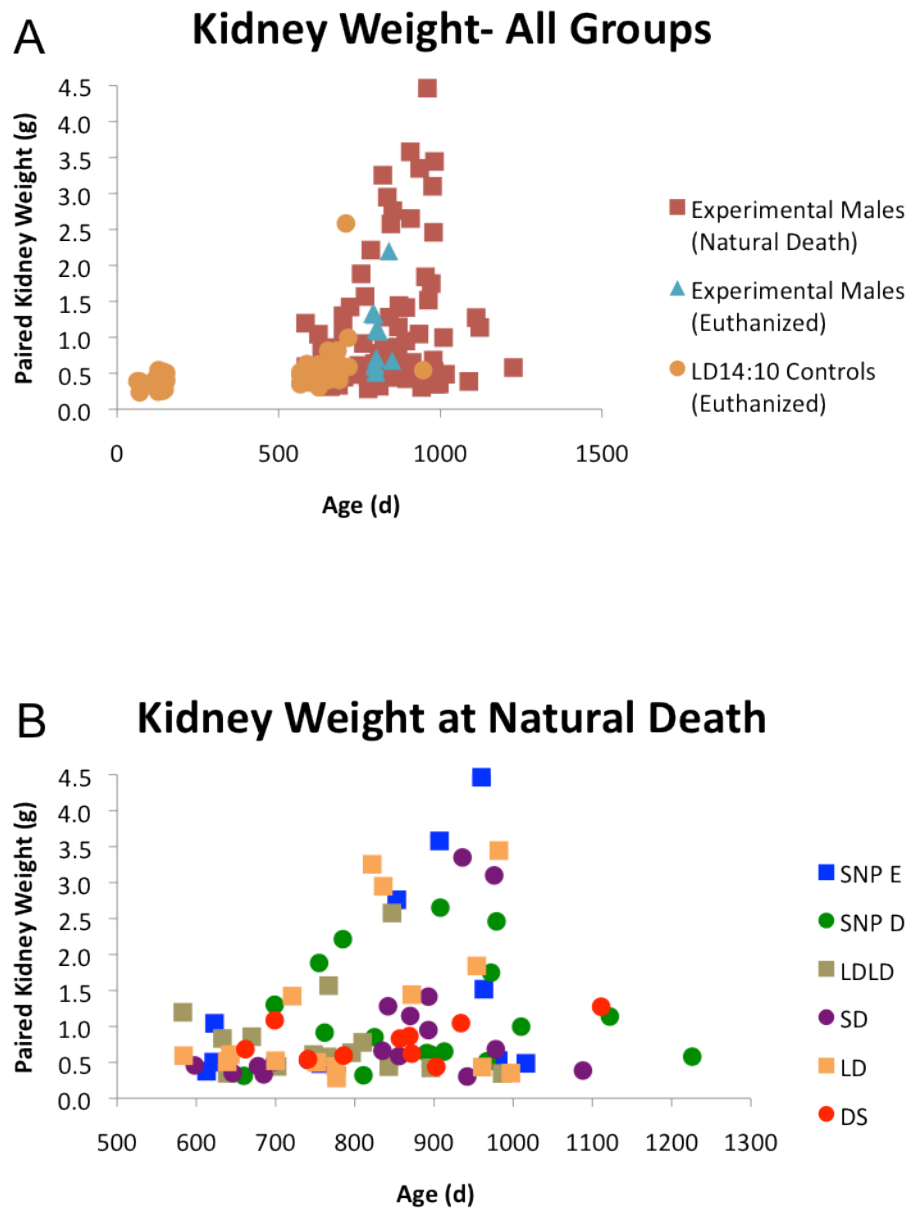 A
Kidney Weight- All Groups
Paired Kidney Weight (g)
4.5
4.0
3.5
3.0
2.5
2.0
1.5
1.0
0.5
0.0
0 500 1000 1500
Age (d)
Experimental Males
(Natural Death)
Experimental Males
(Euthanized)
LD14:10 Controls
(Euthanized)
B
Kidney Weight at Natural Death
Paired Kidney Weight (g)
4.5
4.0
3.5
3.0
2.5
2.0
1.5
1.0
0.5
0.0
500 600 700 800 900 1000 1100 1200 1300
Age (d)
SNP E
SNP D
LDLD
SD
LD
DS